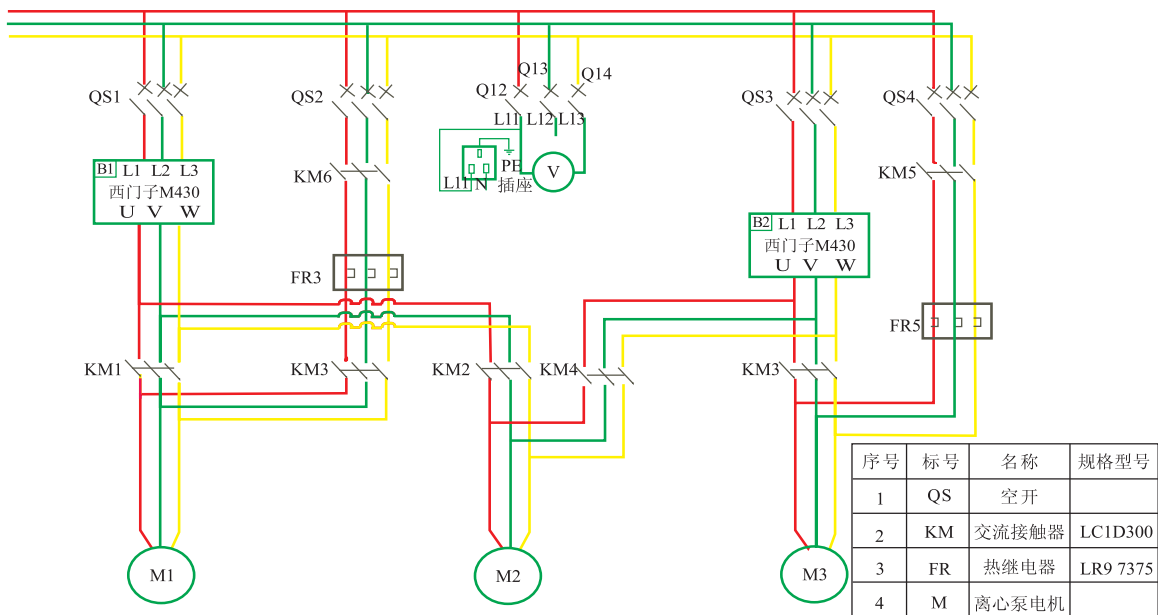 Q13
Q14
Q12
QS1
QS2
QS3
QS4
L11 L12 L13
B1 L1 L2 L3
西门子M430
U V W
KM6
PE
插座
L11 N
V
KM5
B2 L1 L2 L3
西门子M430
U V W
FR3
FR5
KM1
KM3
KM2
KM4
KM3
M1
M2
M3
序号 标号 名称 规格型号
1 QS 空开
2 KM 交流接触器 LC1D300
3 FR 热继电器 LR9 7375
4 M 离心泵电机